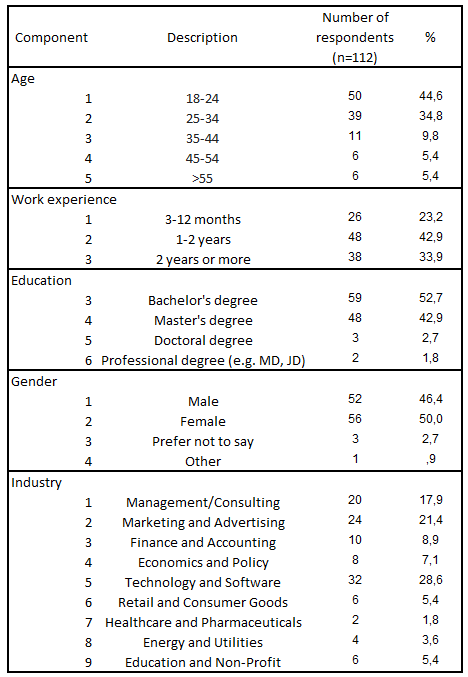 Component Description Number of respondents (n=112) %
Age
1 18-24 50 44,6
2 25-34 39 34,8
3 35-44 11 9,8
4 45-54 6 5,4
5 >55 6 5,4
Work experience
1 3-12 months 26 23,2
2 1-2 years 48 42,9
3 2 years or more 38 33,9
Education
3 Bachelor's degree 59 52,7
4 Master's degree 48 42,9
5 Doctoral degree 3 2,7
6 Professional degree (e.g. MD, JD) 2 1,8
Gender
1 Male 52 46,4
2 Female 56 50,0
3 Prefer not to say 3 2,7
4 Other 1 ,9
Industry
1 Management/Consulting 20 17,9
2 Marketing and Advertising 24 21,4
3 Finance and Accounting 10 8,9
4 Economics and Policy 8 7,1
5 Technology and Software 32 28,6
6 Retail and Consumer Goods 6 5,4
7 Healthcare and Pharmaceuticals 2 1,8
8 Energy and Utilities 4 3,6
9 Education and Non-Profit 6 5,4